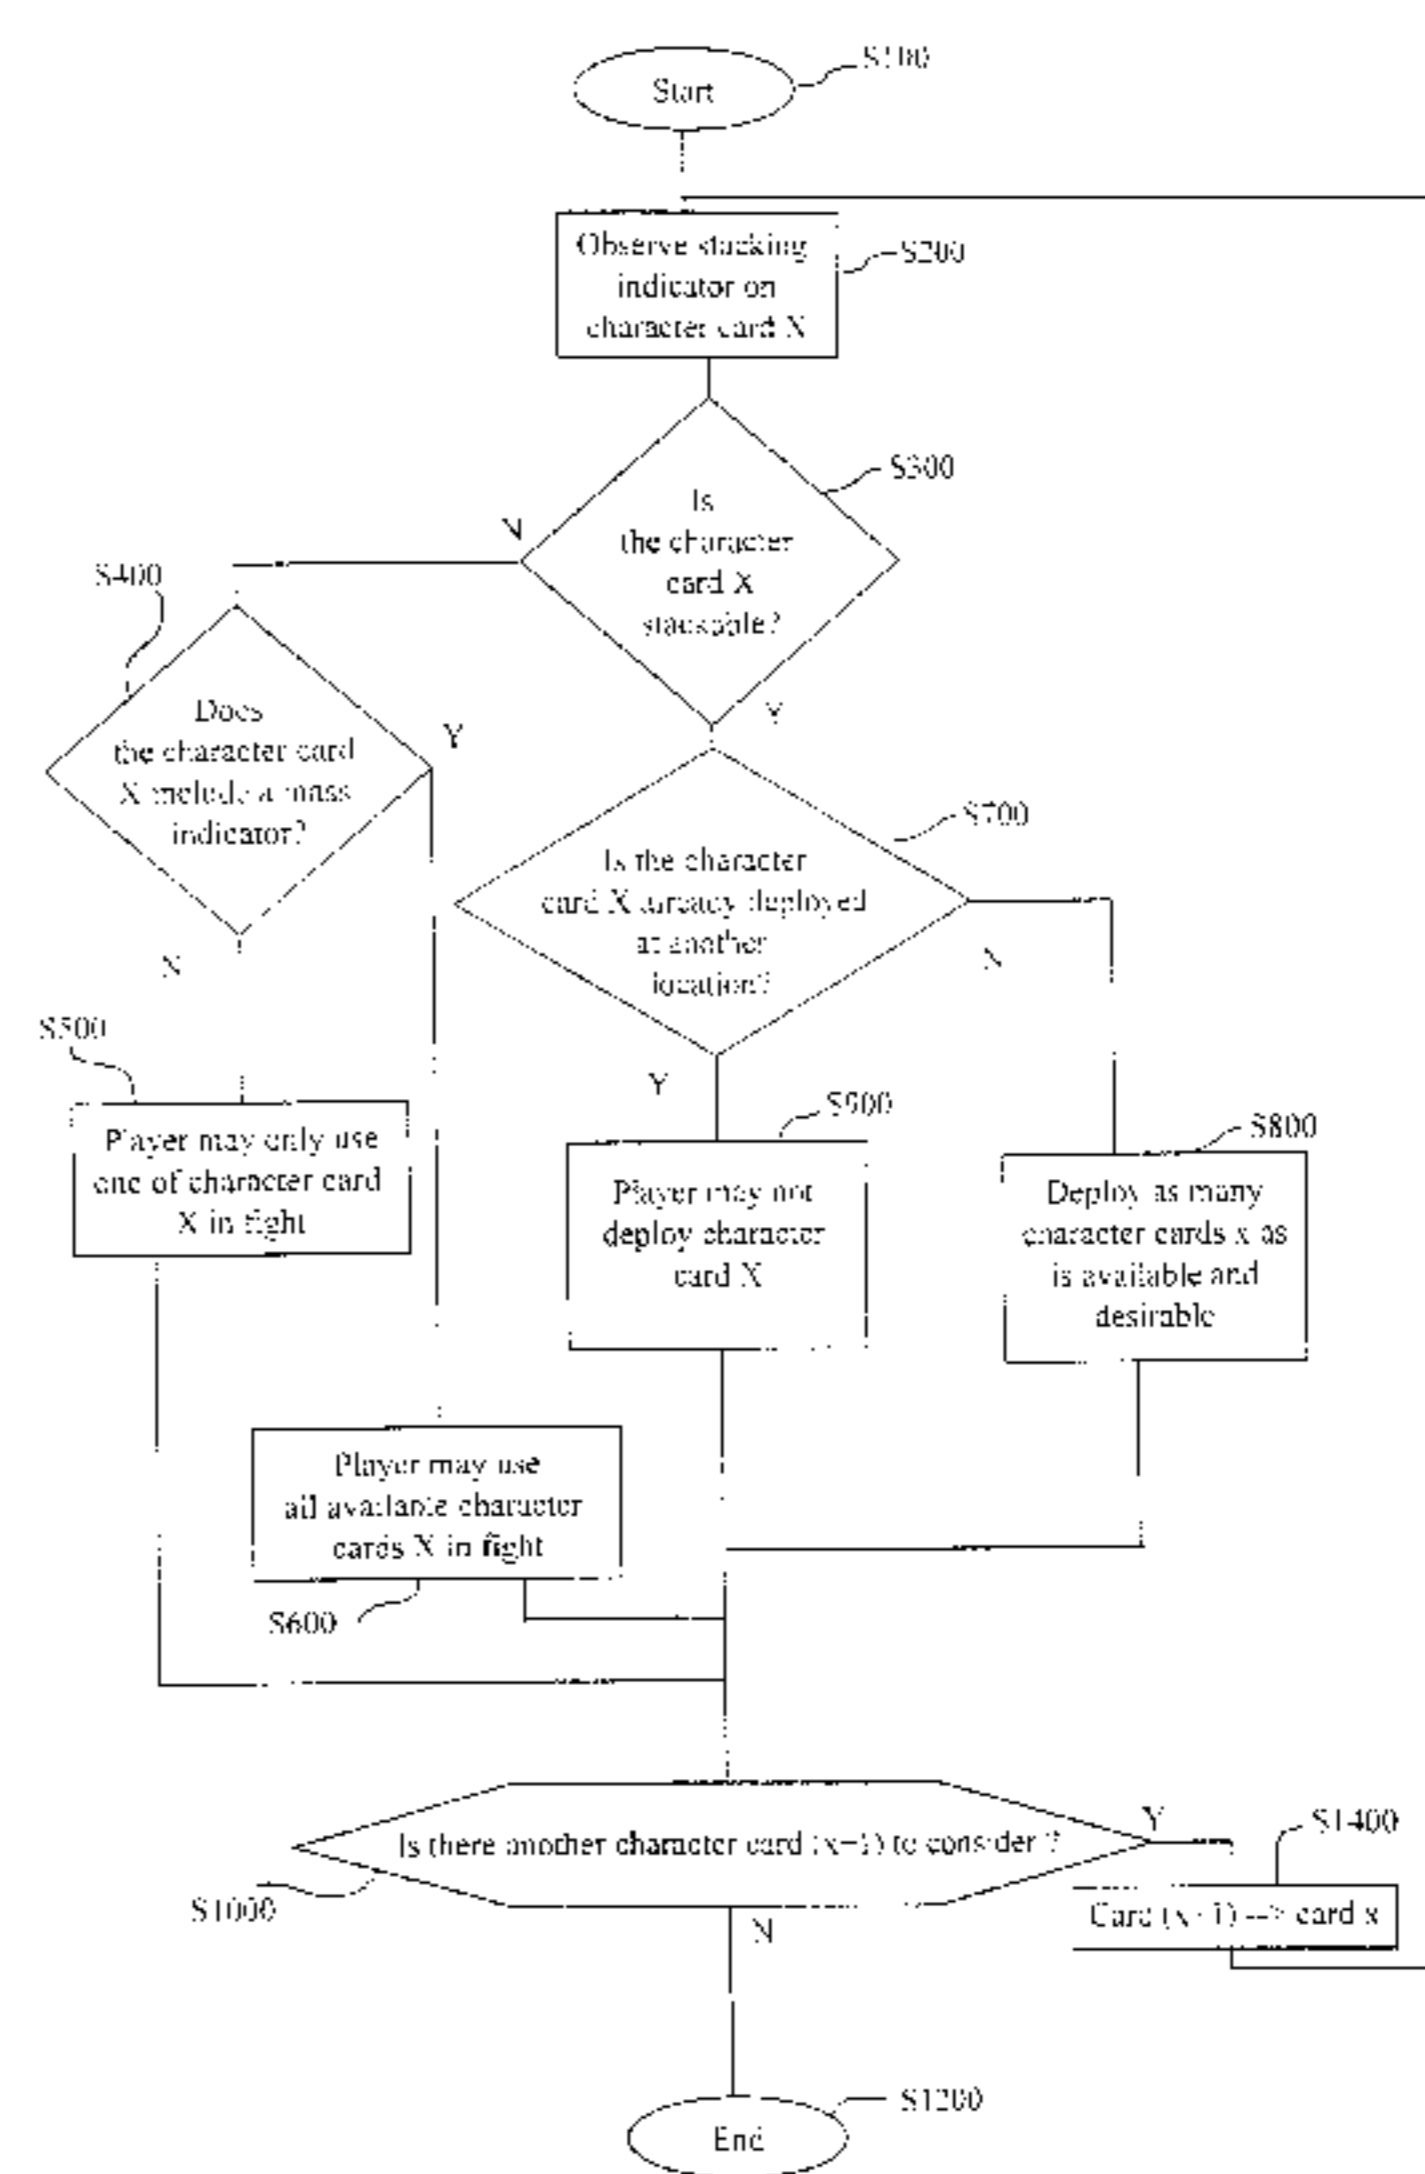 Start
S100
Observe stacking
indicator on
character card X
S200
Is
the character
card X
stackable?
S300
N
Y
S400
Does
the character card
X include a mass
indicator?
Y
N
S700
Is the character
card X already deployed
at another
location?
N
Y
S500
Player may only use
one of character card
X in fight
S900
Player may not
deploy character
card X
S800
Deploy as many
character cards x as
is available and
desirable
Player may use
all available character
cards X in fight
S600
Is there another character card (x+1) to consider ?
Y
S1000
N
S1400
Card (x+1) --> card x
S1200
End